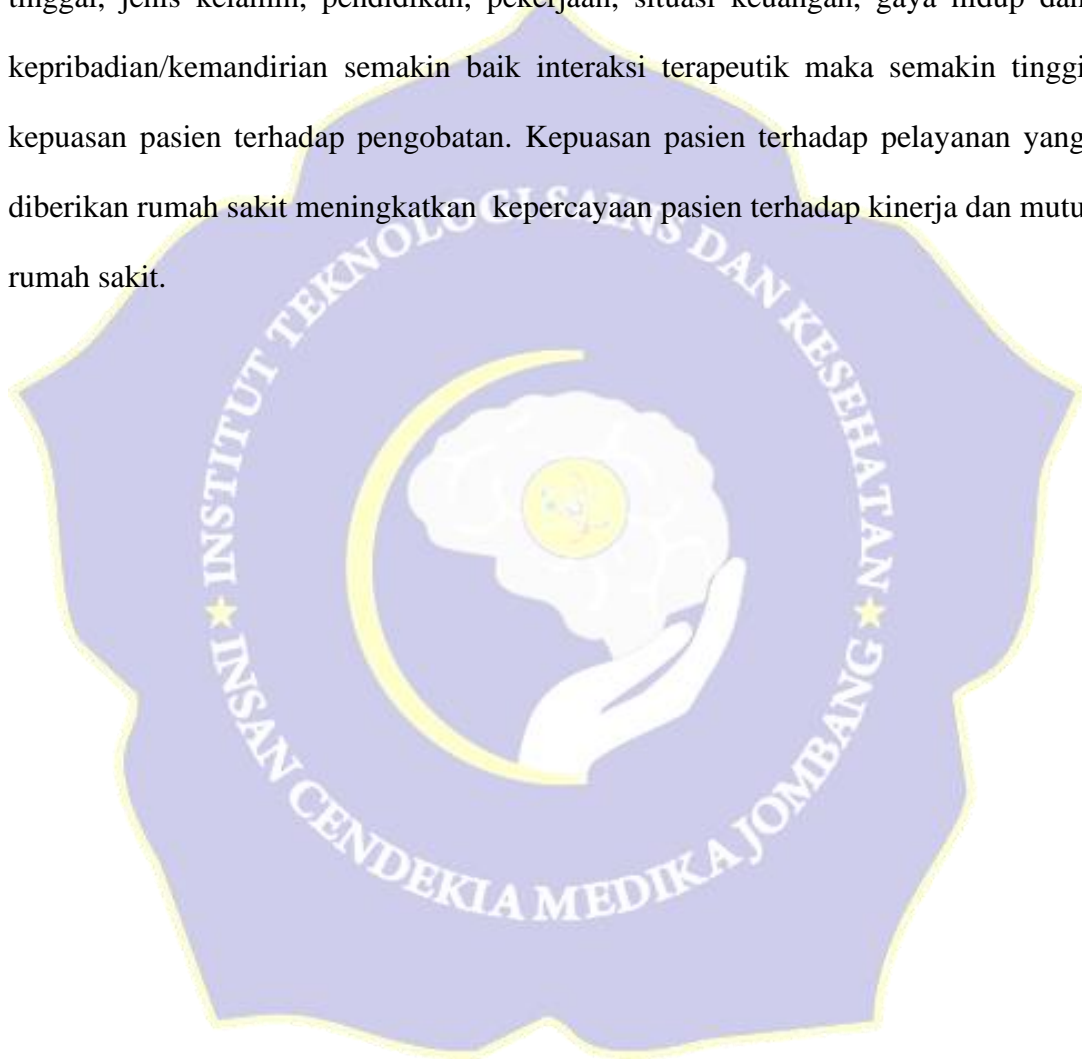 tinggal, jenis kelamin, pendidikan, pekerjaan, situasi keuangan, gaya hidup dan
kepribadian/kemandirian semakin baik interaksi terapeutik maka semakin tinggi
kepuasan pasien terhadap pengobatan. Kepuasan pasien terhadap pelayanan yang
diberikan rumah sakit meningkatkan kepercayaan pasien terhadap kinerja dan mutu
rumah sakit.
INSTITUT TEKNOLOGI SAINS DAN KESEHATAN
INSAN CENDEKIA MEDIKA JOMBANG